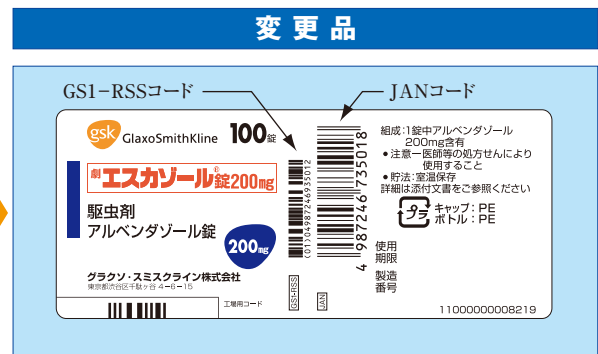 変更品
GS1-RSSコード
JANコード
gsk GlaxoSmithKline 100錠
劇 エスカゾール®錠200mg
駆虫剤
アルベンダゾール錠
200mg
グラクソ・スミスクライン株式会社
東京都渋谷区千駄ヶ谷 4-6-15
工場用コード
(01)04987246935012
GS1-RSS
4 987246 735018
JAN
組成:1錠中アルベンダゾール
200mg含有
●注意−医師等の処方せんにより
使用すること
●貯法:室温保存
詳細は添付文書をご参照ください
プラ キャップ:PE
ボトル:PE
使用
期限
製造
番号
11000000008219